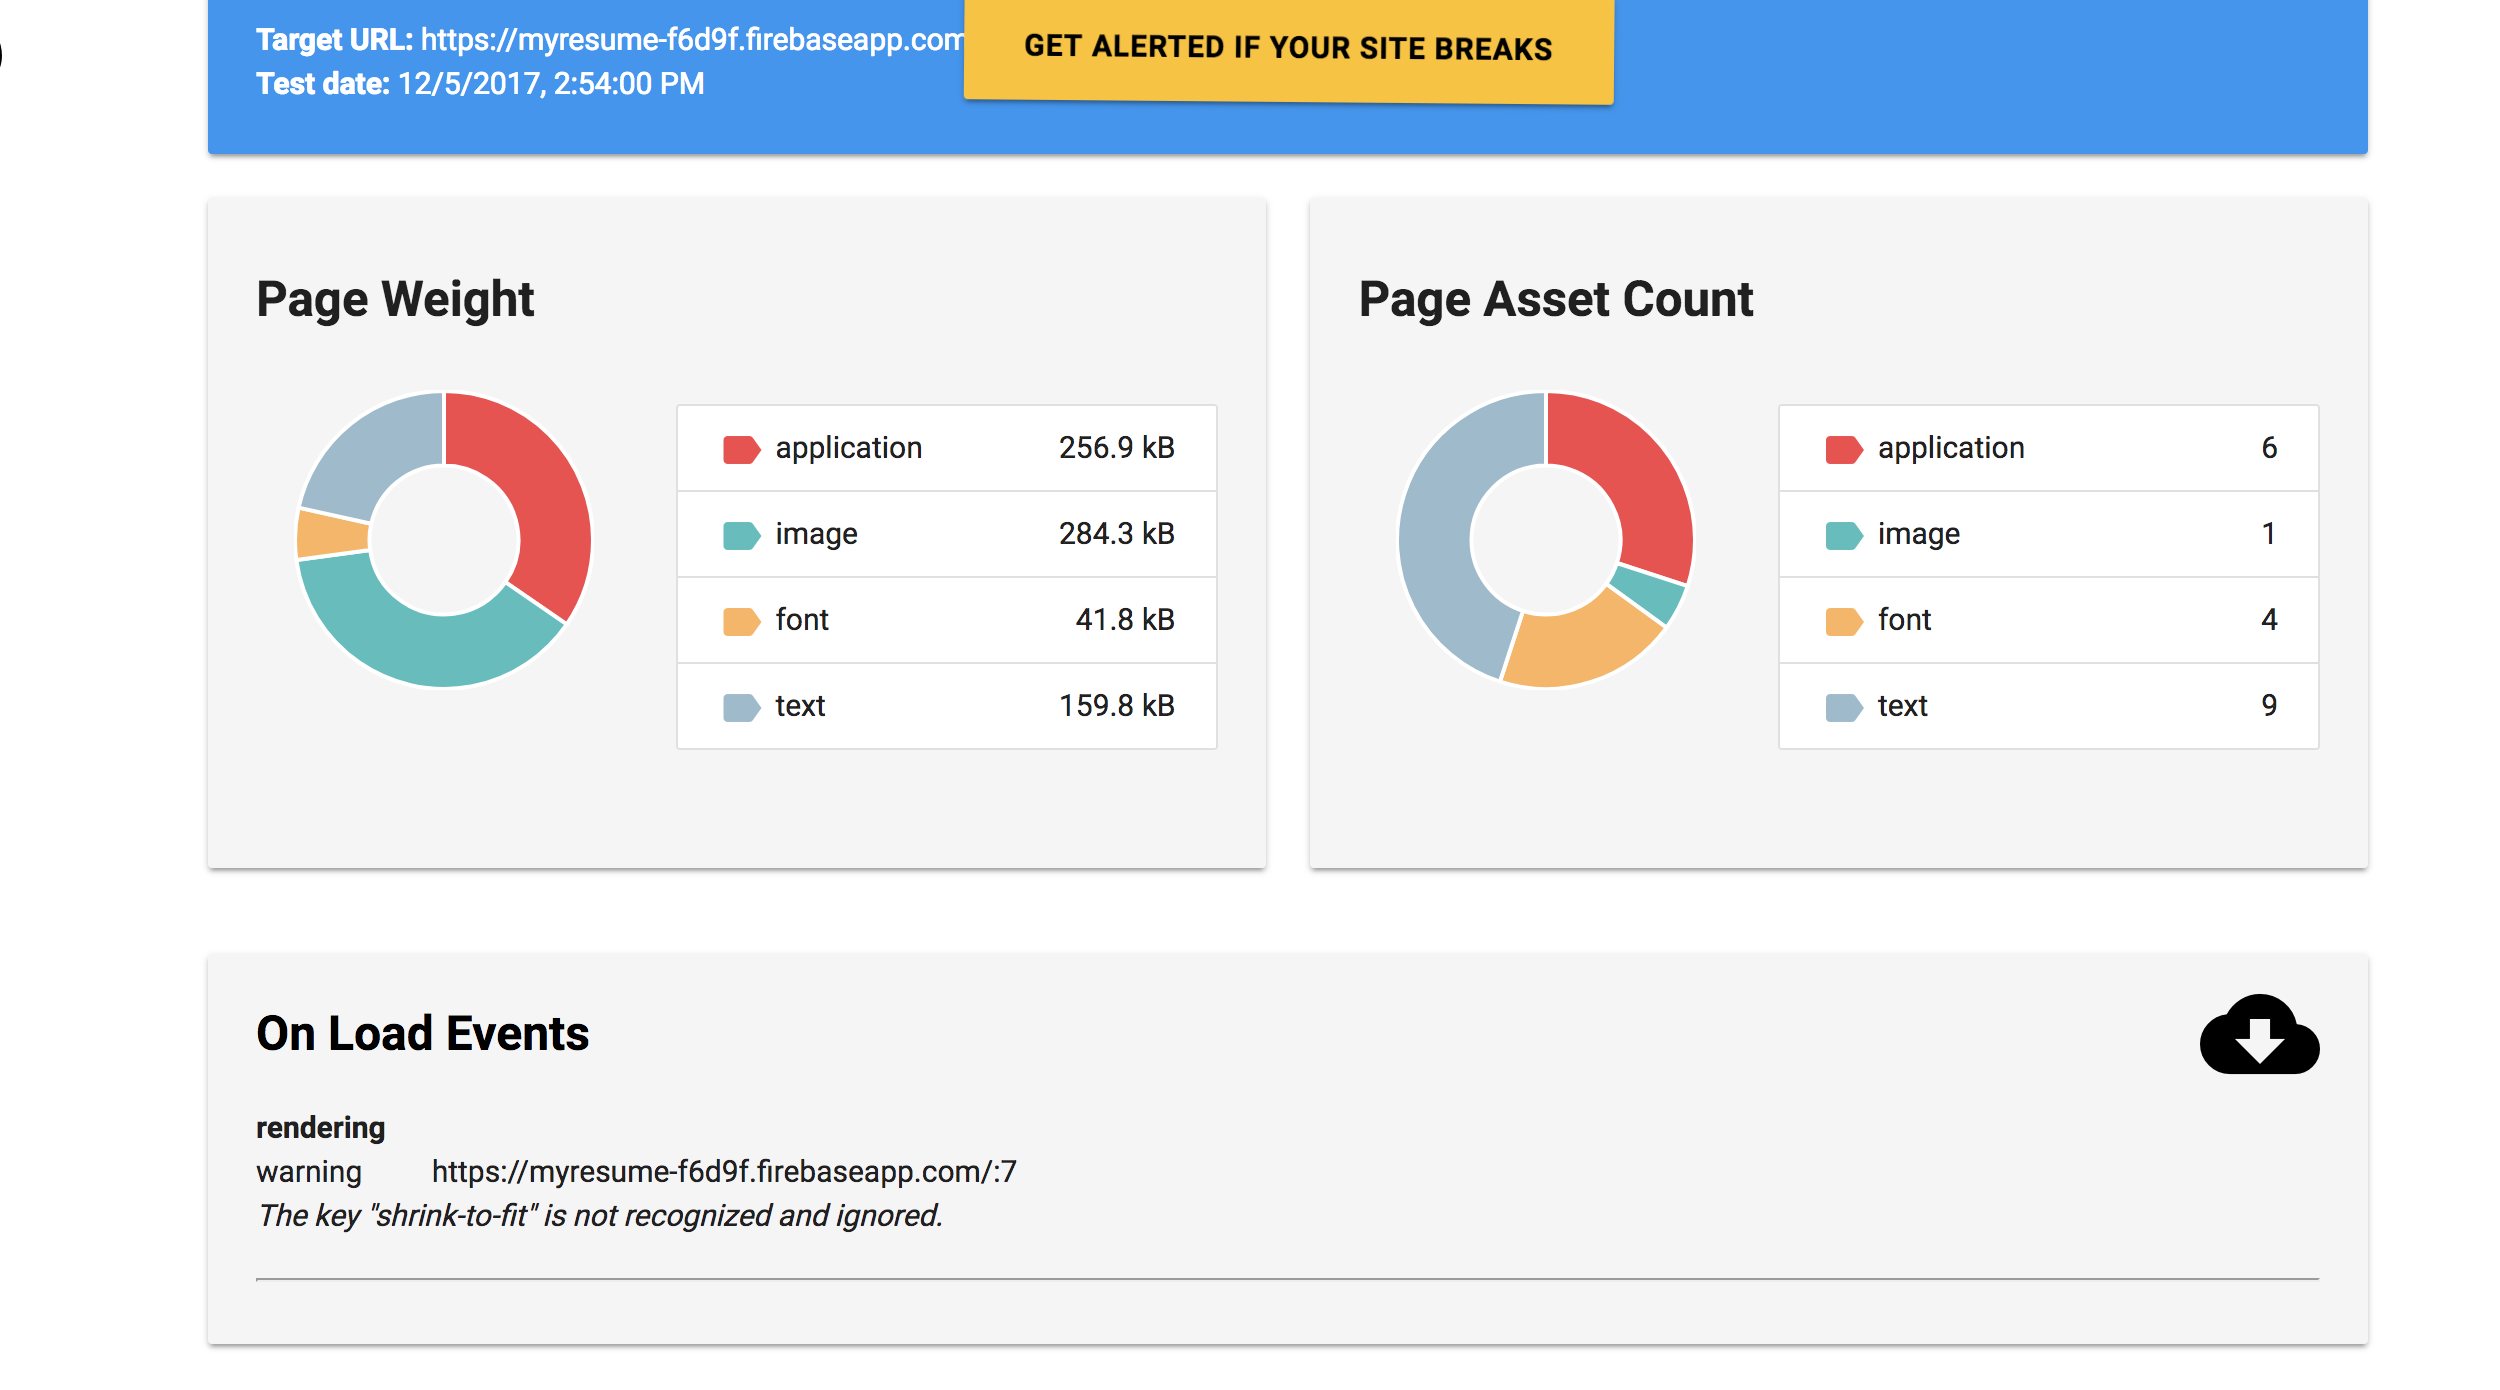 Target URL: https://myresume-f6d9f.firebaseapp.com
Test date: 12/5/2017, 2:54:00 PM
GET ALERTED IF YOUR SITE BREAKS
Page Weight
application 256.9 kB
image 284.3 kB
font 41.8 kB
text 159.8 kB
Page Asset Count
application 6
image 1
font 4
text 9
On Load Events
rendering
warning https://myresume-f6d9f.firebaseapp.com/:7
The key "shrink-to-fit" is not recognized and ignored.